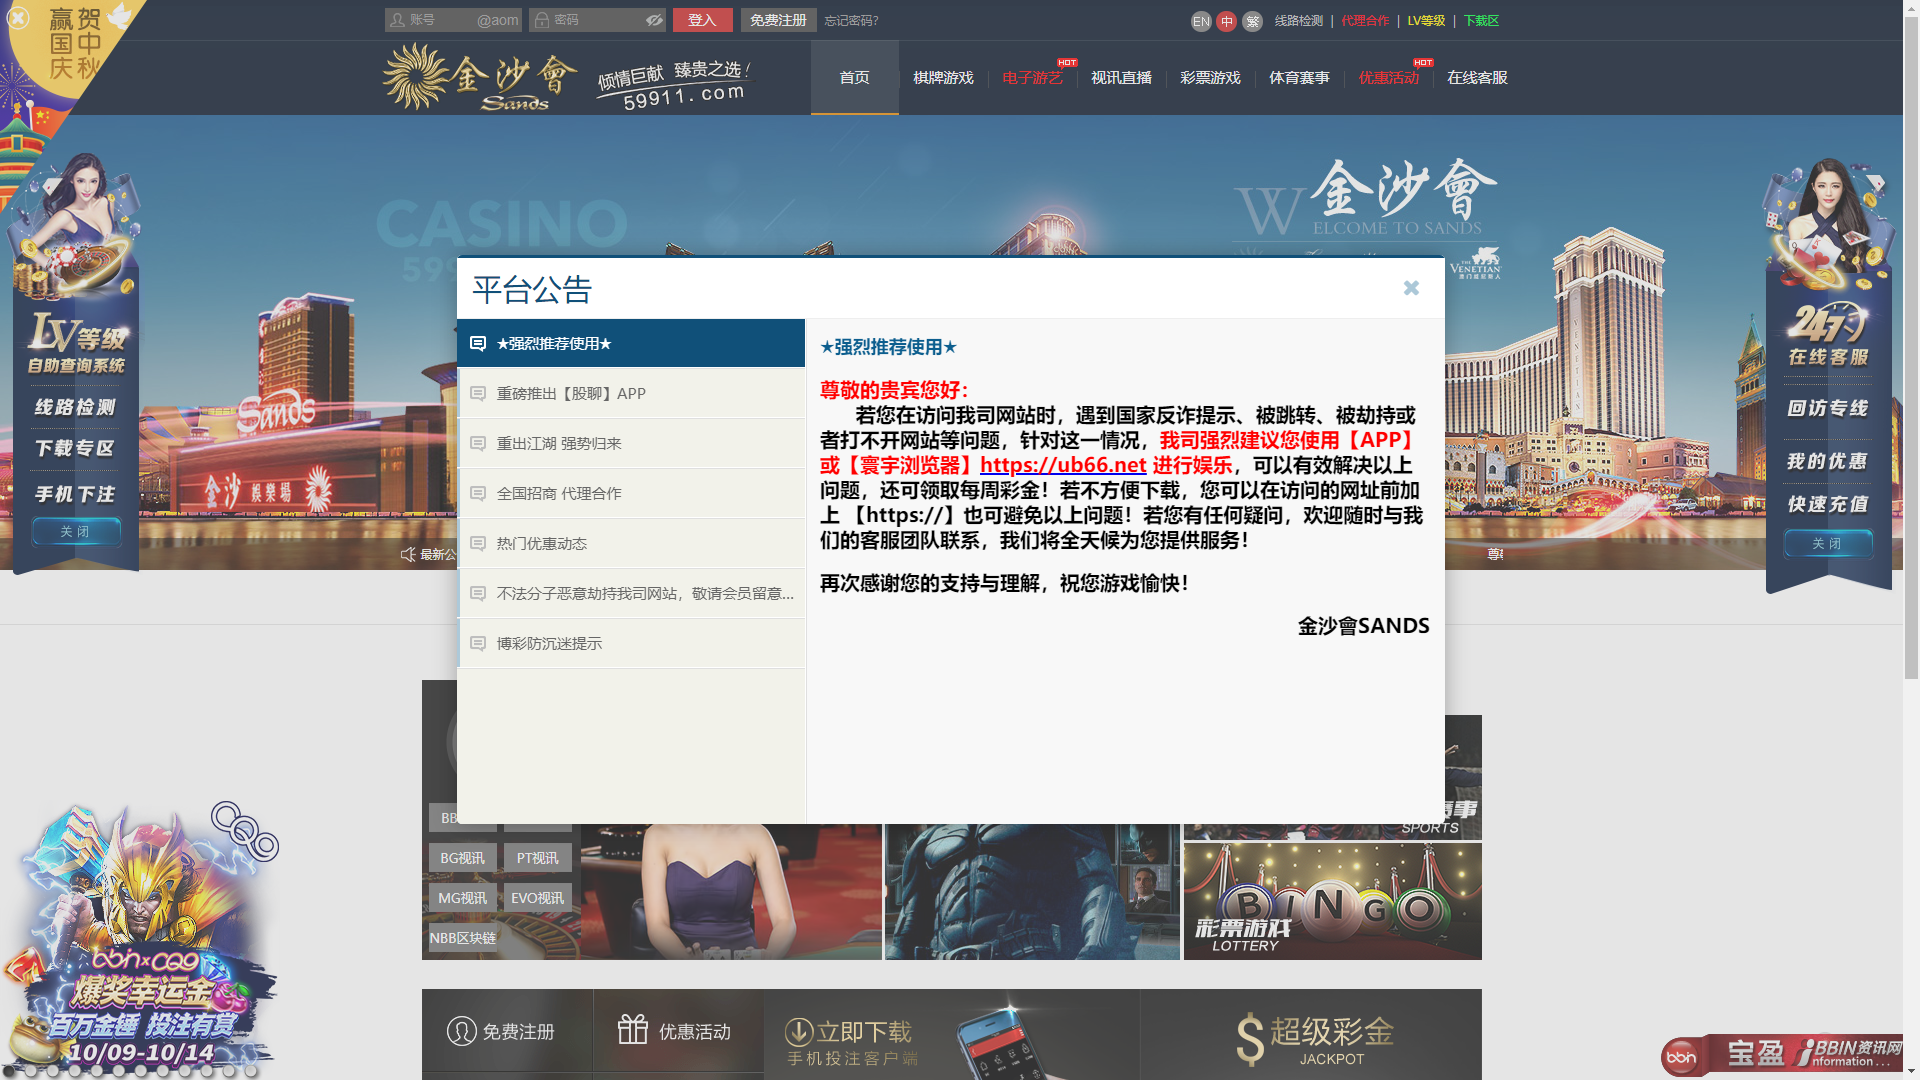 贺中秋
赢国庆
账号
@aom
密码
登入
免费注册
忘记密码?
EN 中 繁
线路检测 | 代理合作 | LV等级 | 下载区
金沙會
Sands
倾情巨献 臻贵之选!
59911.com
首页
棋牌游戏
电子游艺
HOT
视讯直播
彩票游戏
体育赛事
优惠活动
HOT
在线客服
CASINO
金沙會
WELCOME TO SANDS
THE VENETIAN
Sands
金沙 娱樂場
LV等级
自助查询系统
线路检测
下载专区
手机下注
关闭
24/7
在线客服
回访专线
我的优惠
快速充值
关闭
最新公
尊
平台公告
★强烈推荐使用★
重磅推出【股聊】APP
重出江湖 强势归来
全国招商 代理合作
热门优惠动态
不法分子恶意劫持我司网站，敬请会员留意...
博彩防沉迷提示
★强烈推荐使用★
尊敬的贵宾您好：
若您在访问我司网站时，遇到国家反诈提示、被跳转、被劫持或
者打不开网站等问题，针对这一情况，我司强烈建议您使用【APP】
或【寰宇浏览器】https://ub66.net 进行娱乐，可以有效解决以上
问题，还可领取每周彩金！若不方便下载，您可以在访问的网址前加
上 【https://】也可避免以上问题！若您有任何疑问，欢迎随时与我
们的客服团队联系，我们将全天候为您提供服务！
再次感谢您的支持与理解，祝您游戏愉快！
金沙會SANDS
SPORTS
BG视讯
PT视讯
MG视讯
EVO视讯
NBB区块链
BINGO
彩票游戏
LOTTERY
bbin×CQ9
爆奖幸运金
百万金锤 投注有赏
10/09-10/14
免费注册
优惠活动
立即下载
手机投注客户端
超级彩金
JACKPOT
bbin
宝盈
BBIN资讯网
information...